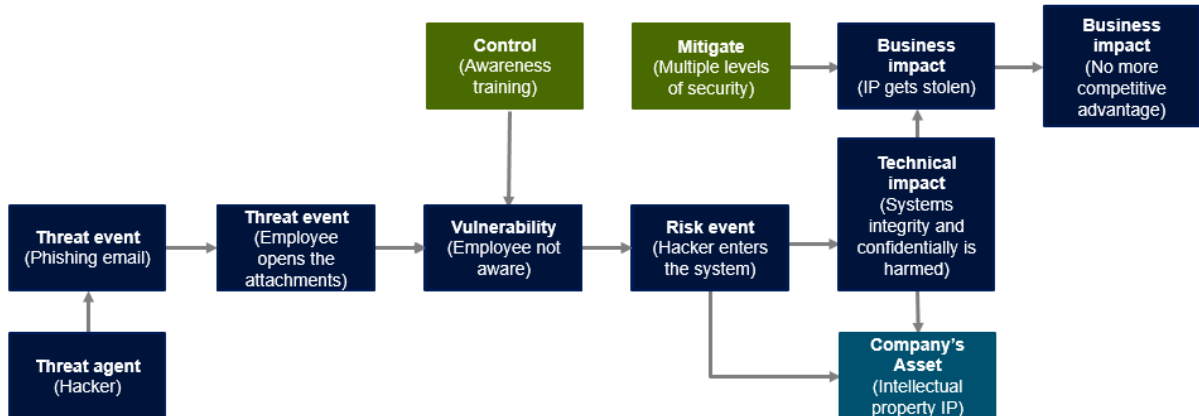 Control
(Awareness
training)
Mitigate
(Multiple levels
of security)
Business
impact
(IP gets stolen)
Business
impact
(No more
competitive
advantage)
Threat event
(Phishing email)
Threat event
(Employee
opens the
attachments)
Vulnerability
(Employee not
aware)
Risk event
(Hacker enters
the system)
Technical
impact
(Systems
integrity and
confidentially is
harmed)
Threat agent
(Hacker)
Company's
Asset
(Intellectual
property IP)